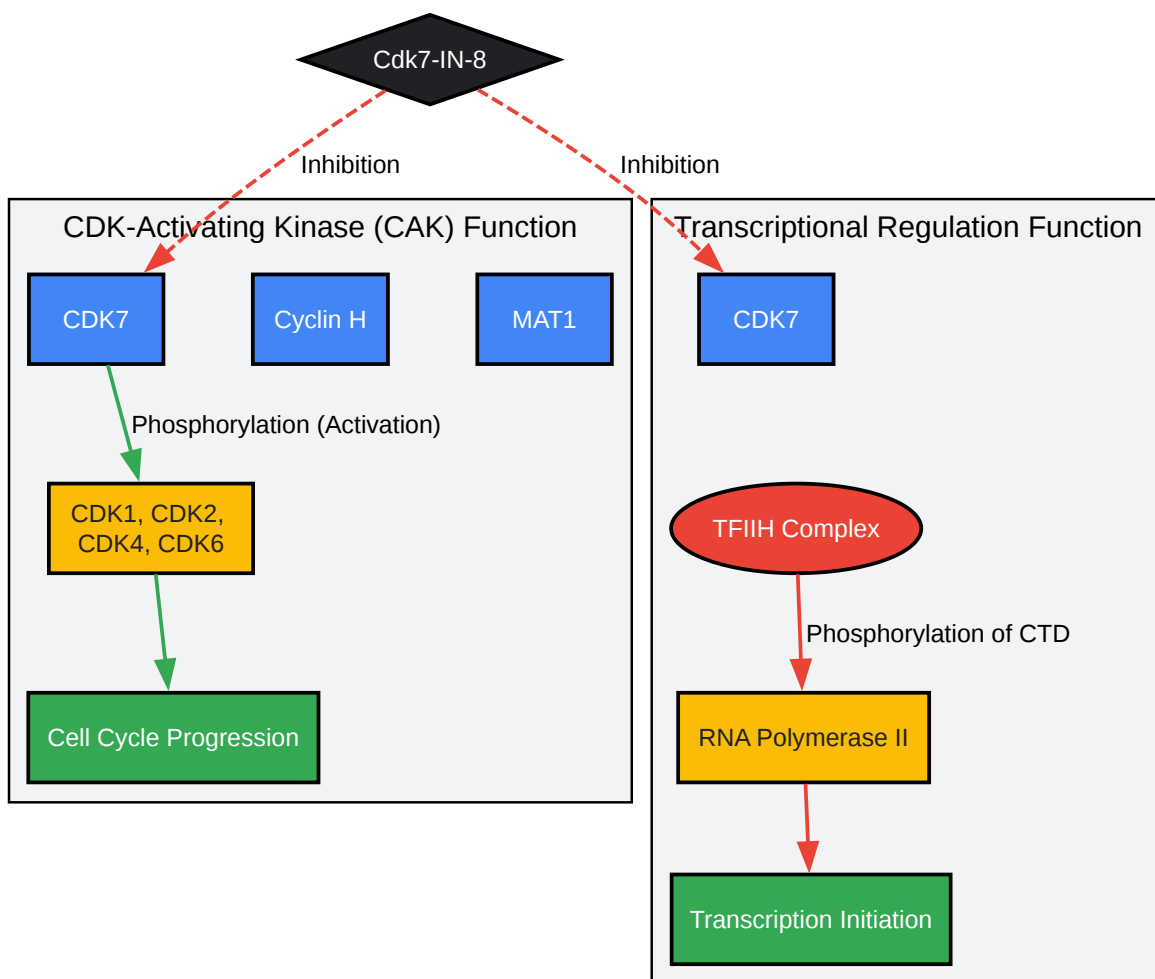 Cdk7-IN-8
Inhibition
Inhibition
CDK-Activating Kinase (CAK) Function
CDK7
Cyclin H
MAT1
Phosphorylation (Activation)
CDK1, CDK2,
CDK4, CDK6
Cell Cycle Progression
Transcriptional Regulation Function
CDK7
TFIIH Complex
Phosphorylation of CTD
RNA Polymerase II
Transcription Initiation